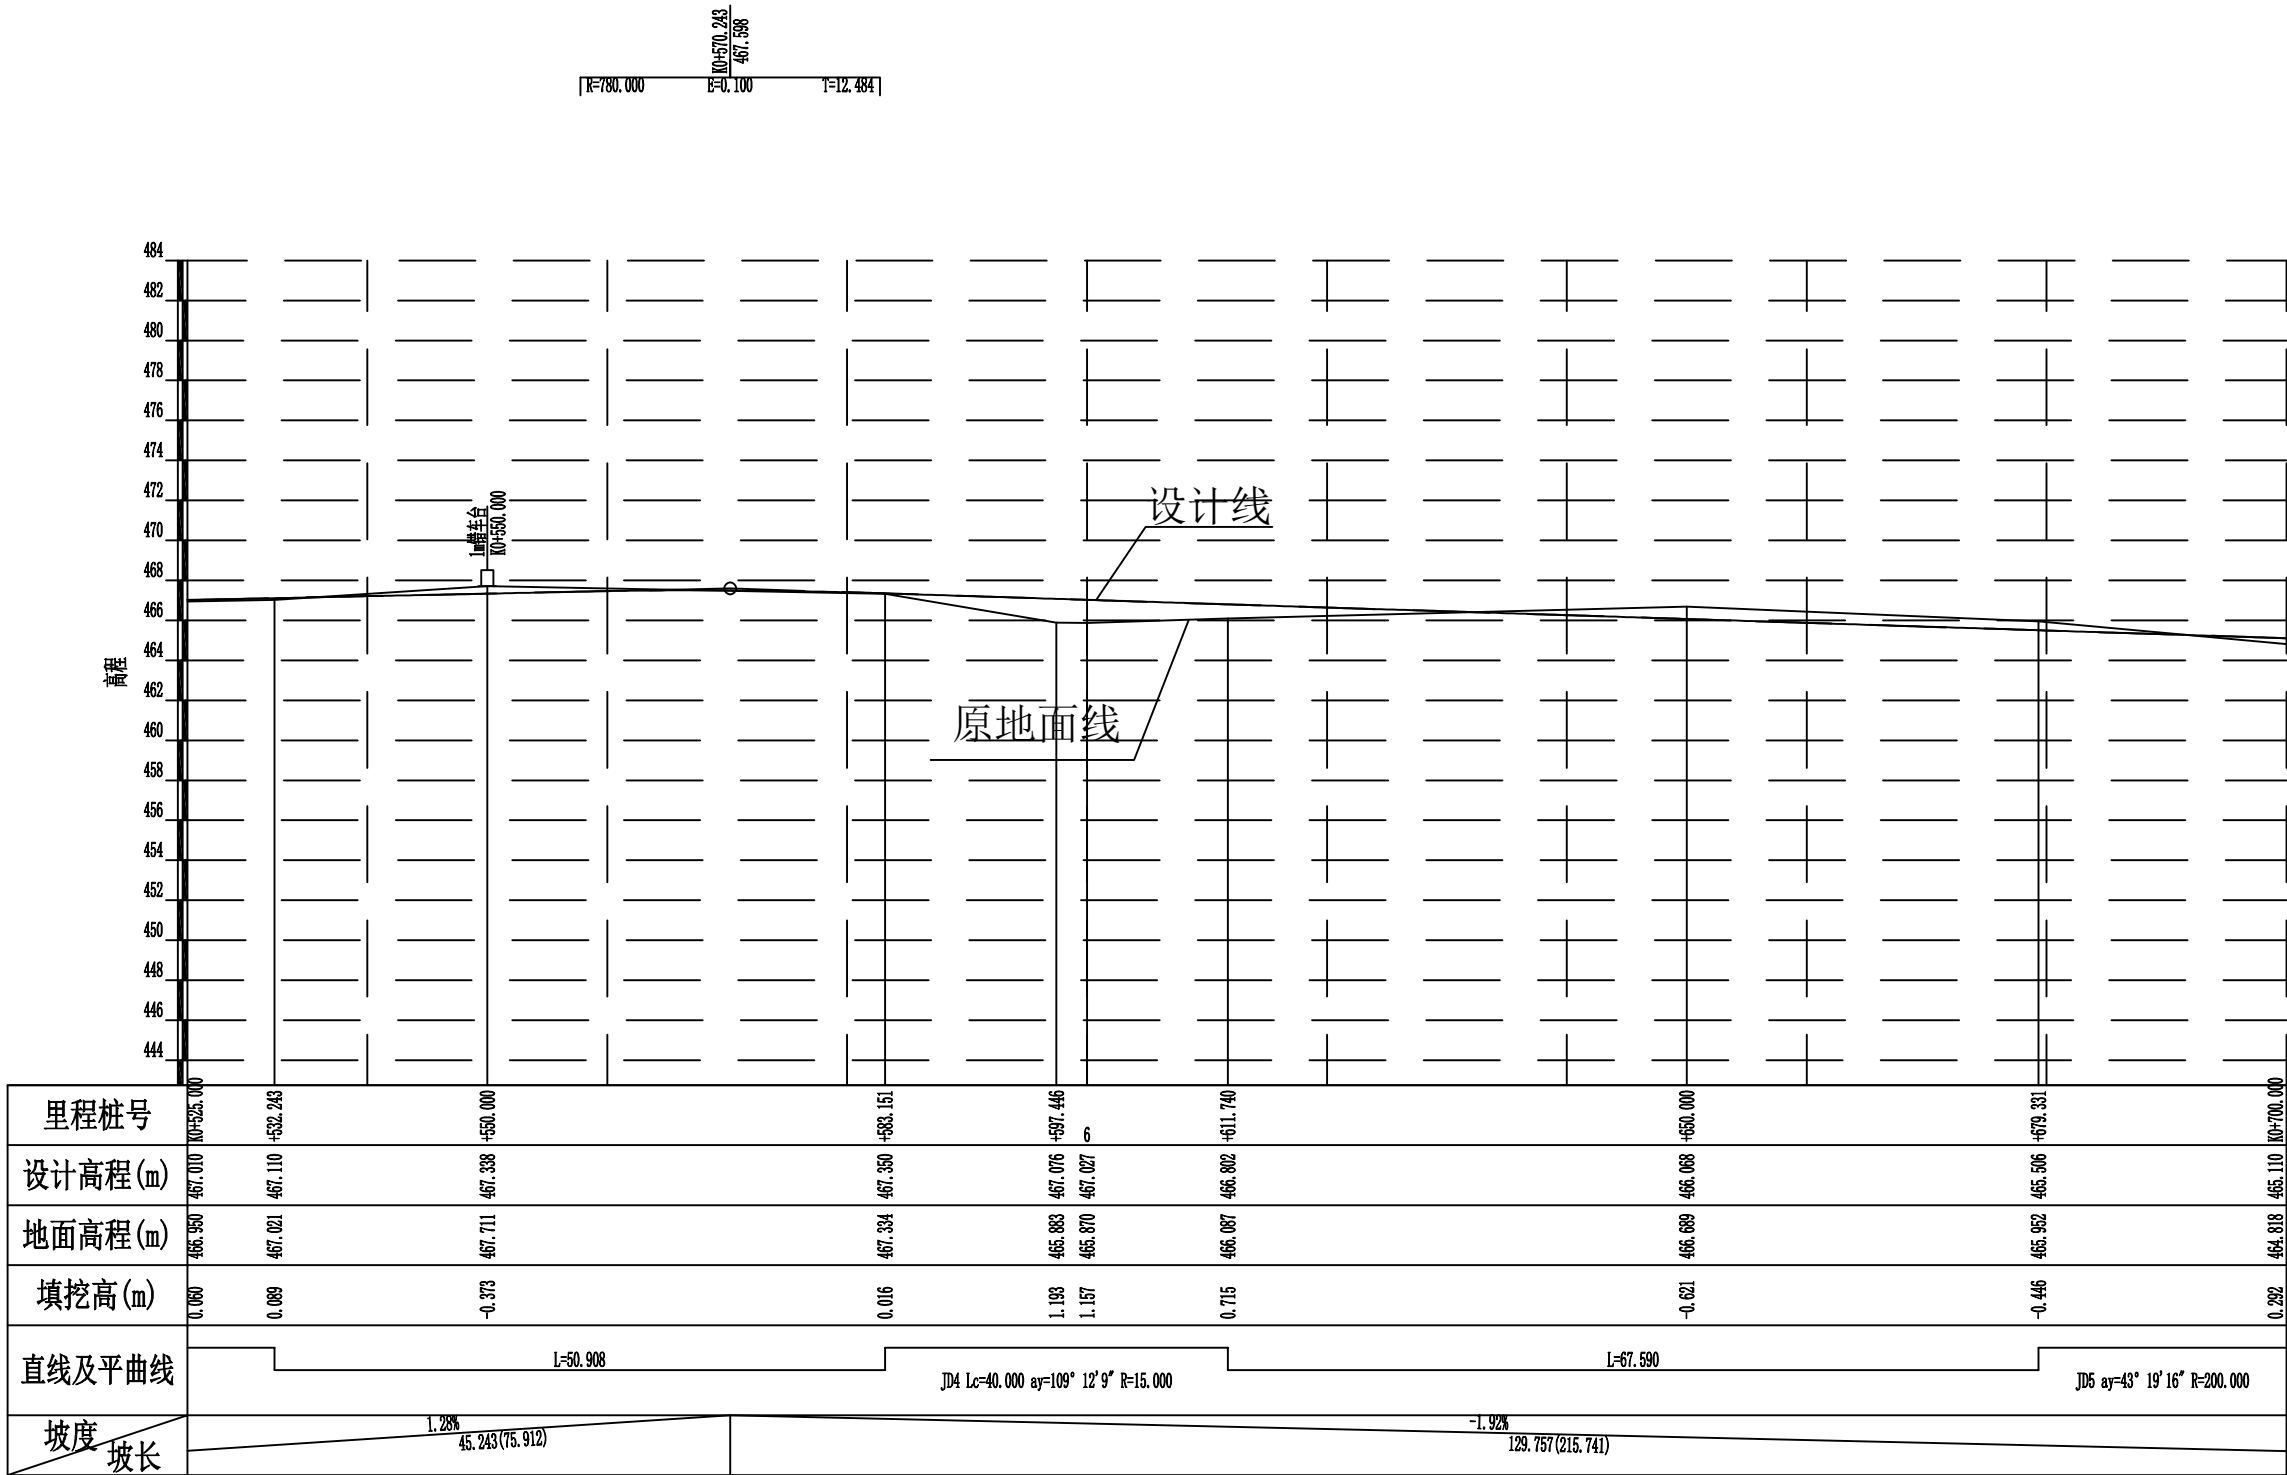 K0+570.243
467.598
R=780.000 E=0.100 T=12.484
484
482
480
478
476
474
472
470
468
466
464
462
460
458
456
454
452
450
448
446
444
高程
1m错车台
K0+550.000
设计线
原地面线
里程桩号 K0+525.000 +532.243 +550.000 +583.151 +597.446 6 +611.740 +650.000 +679.331 K0+700.000
设计高程(m) 467.010 467.110 467.338 467.350 467.076 467.027 466.802 466.068 465.506 465.110
地面高程(m) 466.950 467.021 467.711 467.334 465.883 465.870 466.087 466.689 465.952 464.818
填挖高(m) 0.060 0.089 -0.373 0.016 1.193 1.157 0.715 -0.621 -0.446 0.292
直线及平曲线 L=50.908 JD4 Lc=40.000 ay=109° 12'9" R=15.000 L=67.590 JD5 ay=43° 19'16" R=200.000
坡度 1.28% -1.92%
坡长 45.243(75.912) 129.757(215.741)